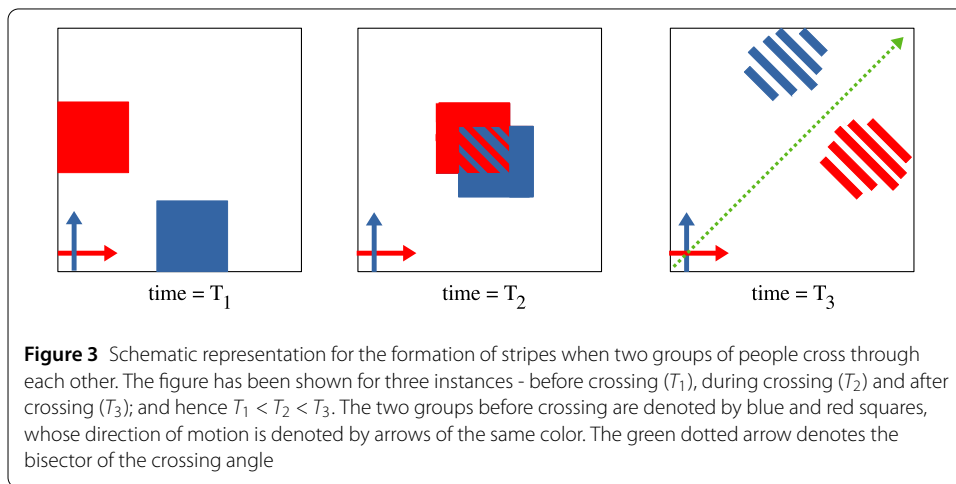 time = T1
time = T2
time = T3
Figure 3 Schematic representation for the formation of stripes when two groups of people cross through
each other. The figure has been shown for three instances - before crossing (T1), during crossing (T2) and after
crossing (T3); and hence T1 < T2 < T3. The two groups before crossing are denoted by blue and red squares,
whose direction of motion is denoted by arrows of the same color. The green dotted arrow denotes the
bisector of the crossing angle